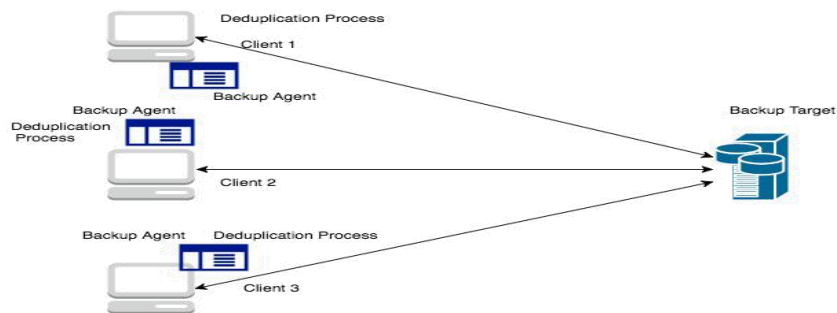 Deduplication Process
Client 1
Backup Agent
Backup Agent
Deduplication
Process
Client 2
Backup Target
Backup Agent
Deduplication Process
Client 3